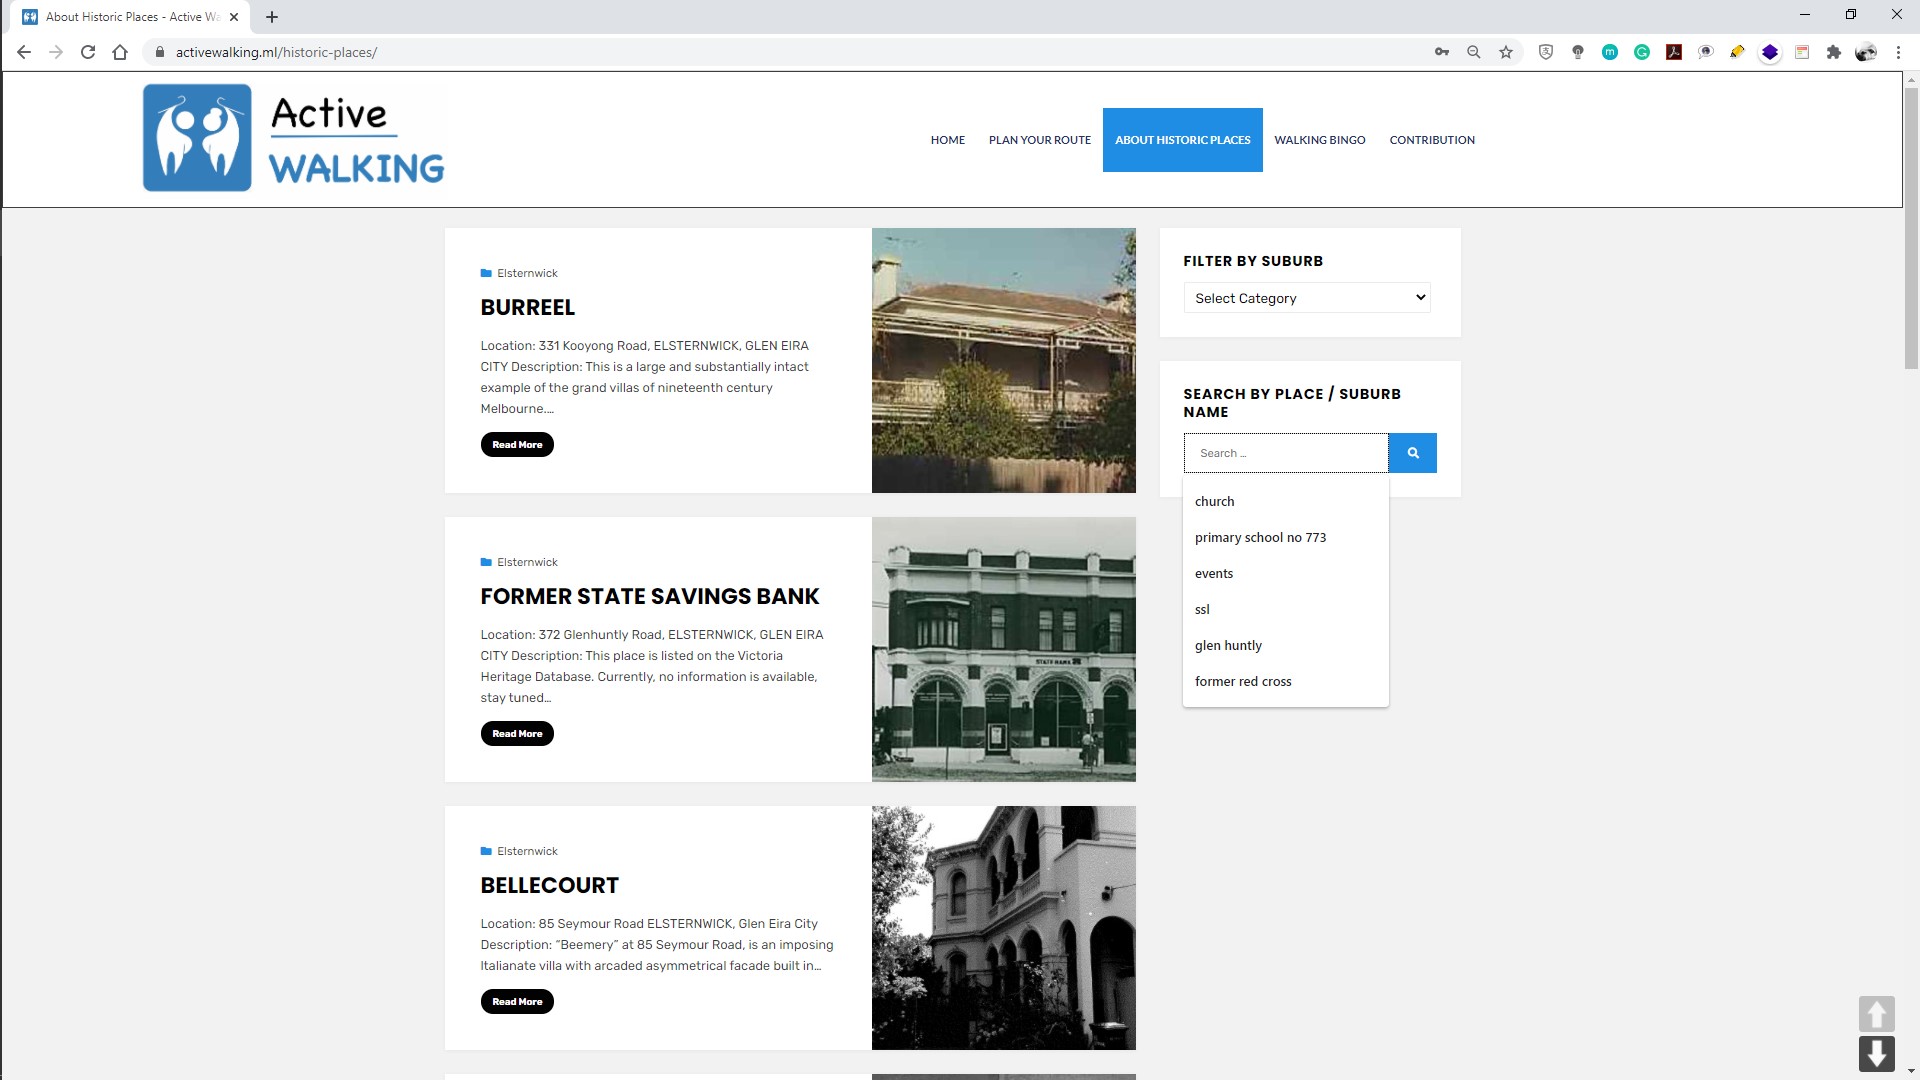 About Historic Places - Active Wa
activewalking.ml/historic-places/
Active
WALKING
HOME
PLAN YOUR ROUTE
ABOUT HISTORIC PLACES
WALKING BINGO
CONTRIBUTION
Elsternwick
BURREEL
Location: 331 Kooyong Road, ELSTERNWICK, GLEN EIRA
CITY Description: This is a large and substantially intact
example of the grand villas of nineteenth century
Melbourne.…
Read More
Elsternwick
FORMER STATE SAVINGS BANK
Location: 372 Glenhuntly Road, ELSTERNWICK, GLEN EIRA
CITY Description: This place is listed on the Victoria
Heritage Database. Currently, no information is available,
stay tuned…
Read More
STATE BANK
Elsternwick
BELLECOURT
Location: 85 Seymour Road ELSTERNWICK, Glen Eira City
Description: “Beemery” at 85 Seymour Road, is an imposing
Italianate villa with arcaded asymmetrical facade built in…
Read More
FILTER BY SUBURB
Select Category
SEARCH BY PLACE / SUBURB
NAME
Search …
church
primary school no 773
events
ssl
glen huntly
former red cross